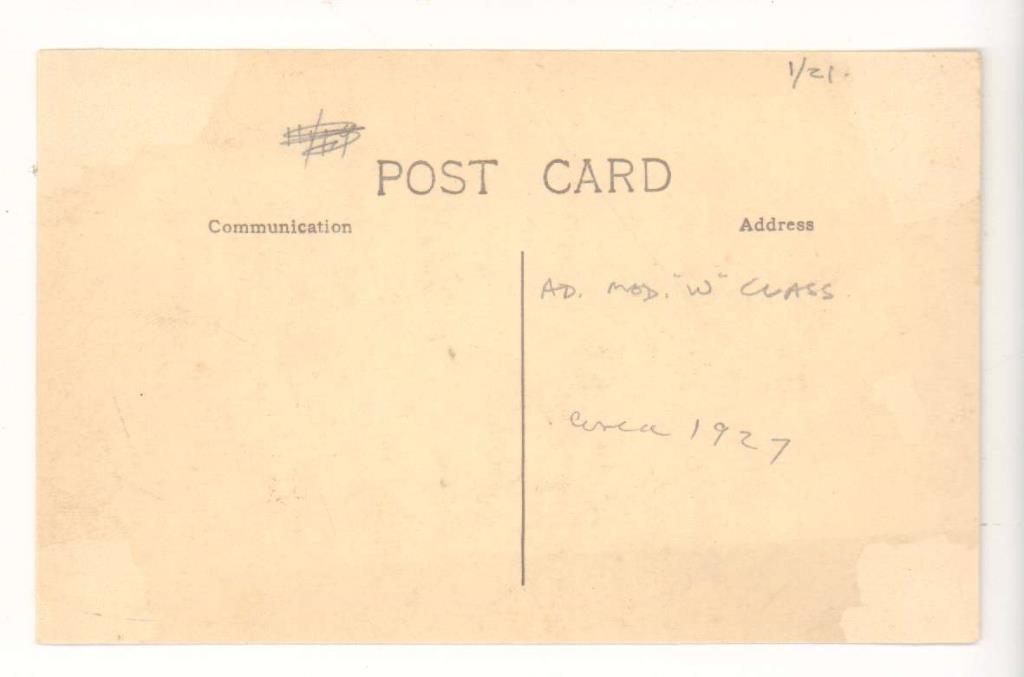 1/21.
POST CARD
Communication
Address
AD. MOD. "W" CLASS
Circa 1927